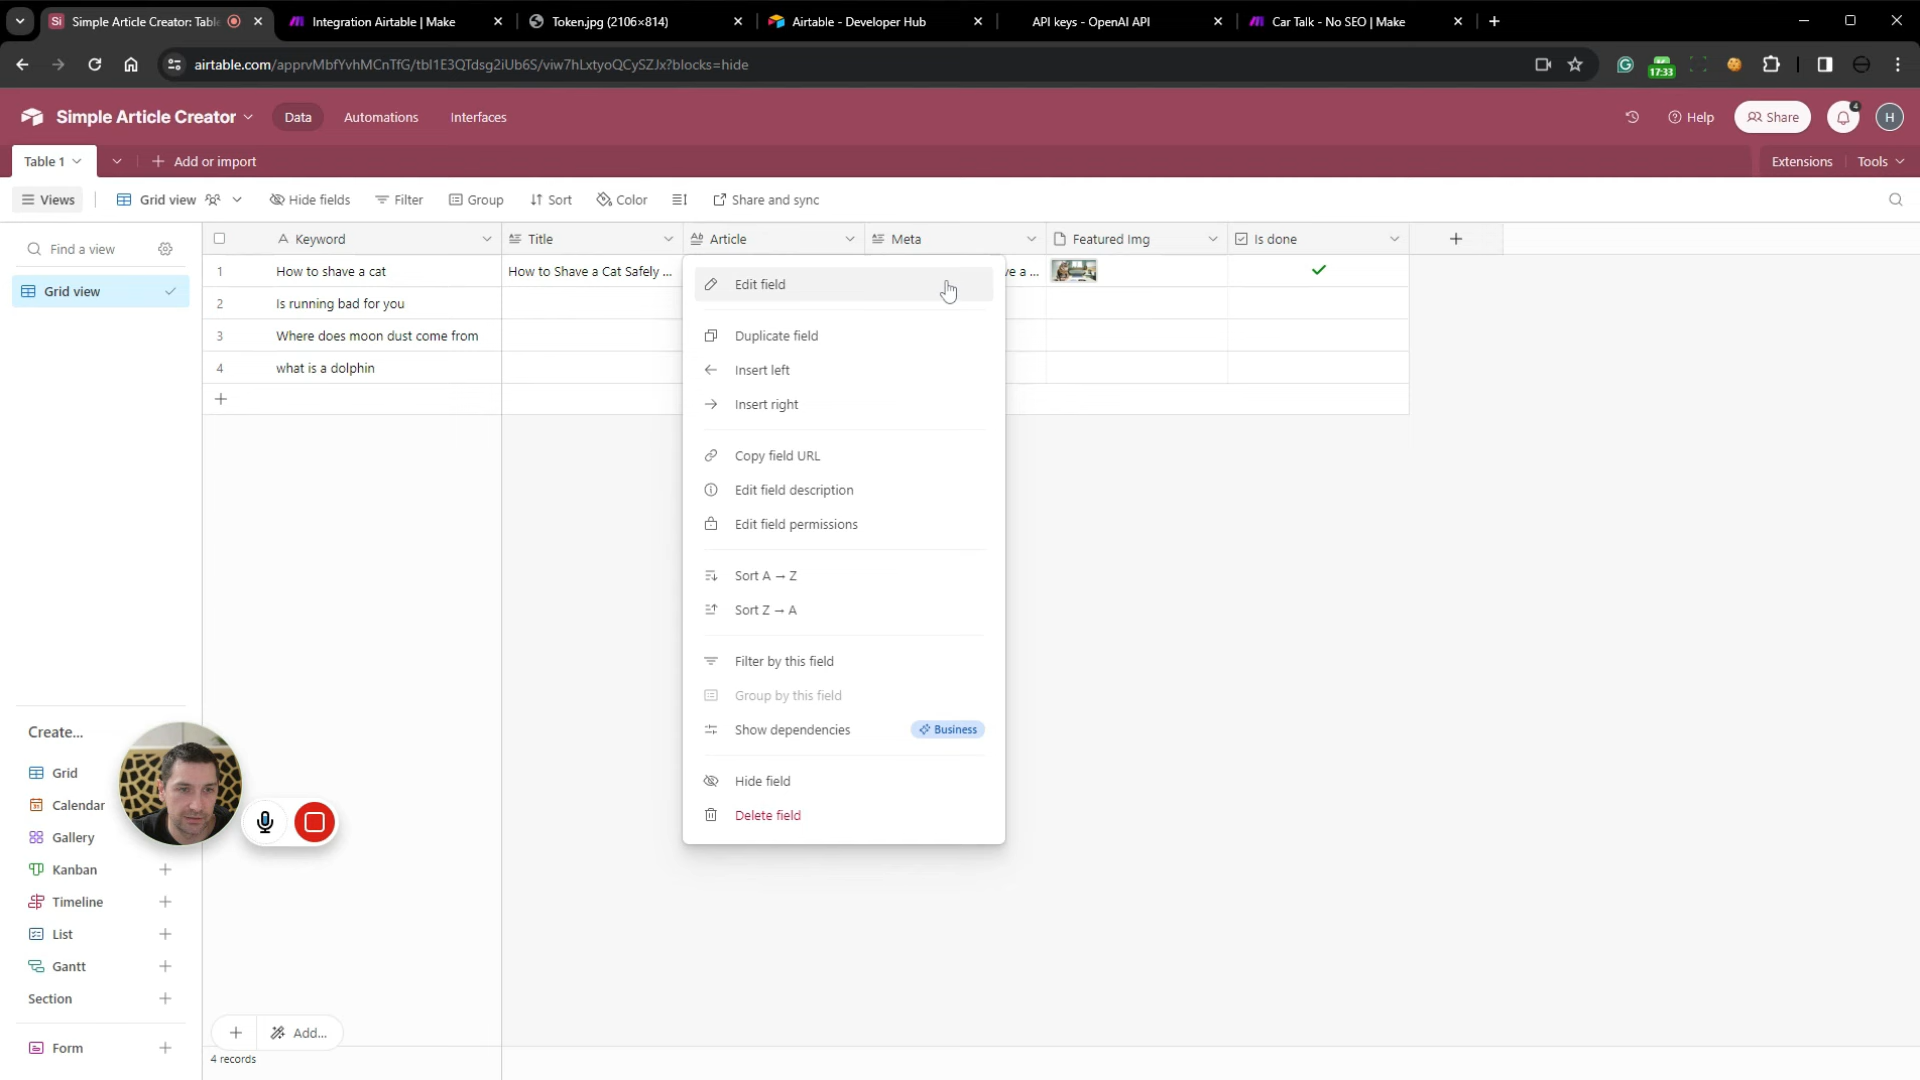 Simple Article Creator: Table
Integration Airtable | Make
Token.jpg (2106×814)
Airtable - Developer Hub
API keys - OpenAI API
Car Talk - No SEO | Make
airtable.com/apprvMbfYvhMCnTfG/tbl1E3QTdsg2iUb6S/viw7hLxtyoQCySZJx?blocks=hide
17:33
Simple Article Creator
Data
Automations
Interfaces
Help
Share
4
H
Table 1
Add or import
Extensions
Tools
Views
Grid view
Hide fields
Filter
Group
Sort
Color
Share and sync
Find a view
Grid view
Keyword
Title
Article
Meta
Featured Img
Is done
1 How to shave a cat How to Shave a Cat Safely ... ve a ...
2 Is running bad for you
3 Where does moon dust come from
4 what is a dolphin
Edit field
Duplicate field
Insert left
Insert right
Copy field URL
Edit field description
Edit field permissions
Sort A → Z
Sort Z → A
Filter by this field
Group by this field
Show dependencies Business
Hide field
Delete field
Create...
Grid
Calendar
Gallery
Kanban
Timeline
List
Gantt
Section
Form
Add...
4 records